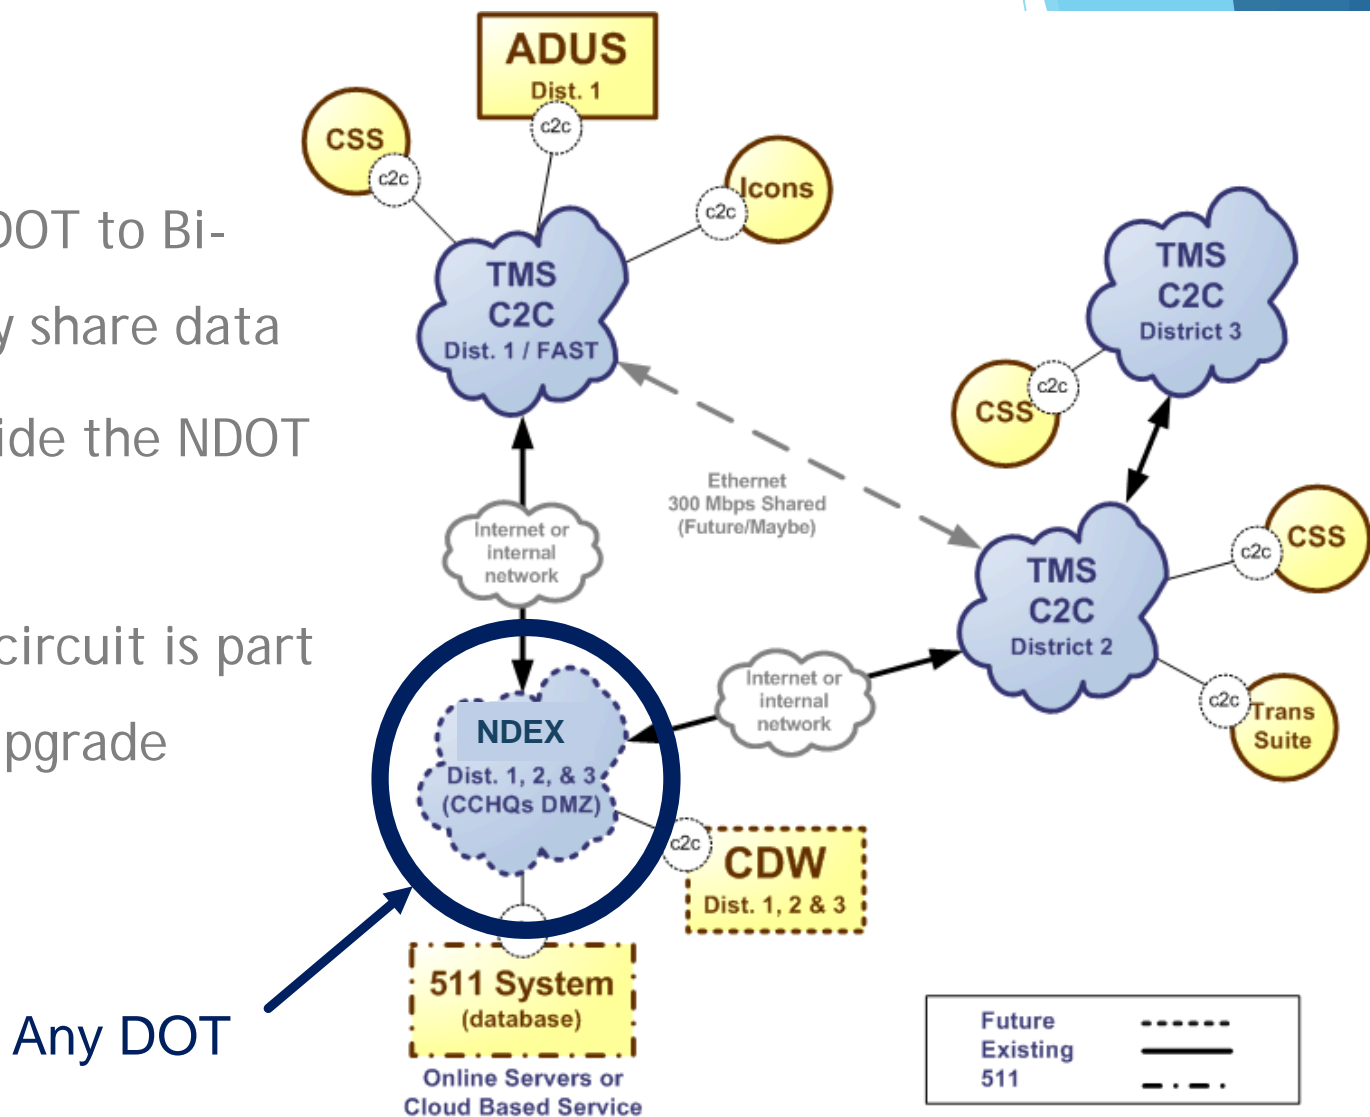 DOT to Bi-
y share data
ide the NDOT
circuit is part
pgrade
ADUS
Dist. 1
c2c
CSS
c2c
Icons
c2c
TMS
C2C
Dist. 1 / FAST
TMS
C2C
District 3
CSS
c2c
Ethernet
300 Mbps Shared
(Future/Maybe)
Internet or
internal
network
TMS
C2C
District 2
CSS
c2c
c2c
Trans
Suite
Internet or
internal
network
NDEX
Dist. 1, 2, & 3
(CCHQs DMZ)
c2c
CDW
Dist. 1, 2 & 3
511 System
(database)
Online Servers or
Cloud Based Service
Any DOT
Future
Existing
511